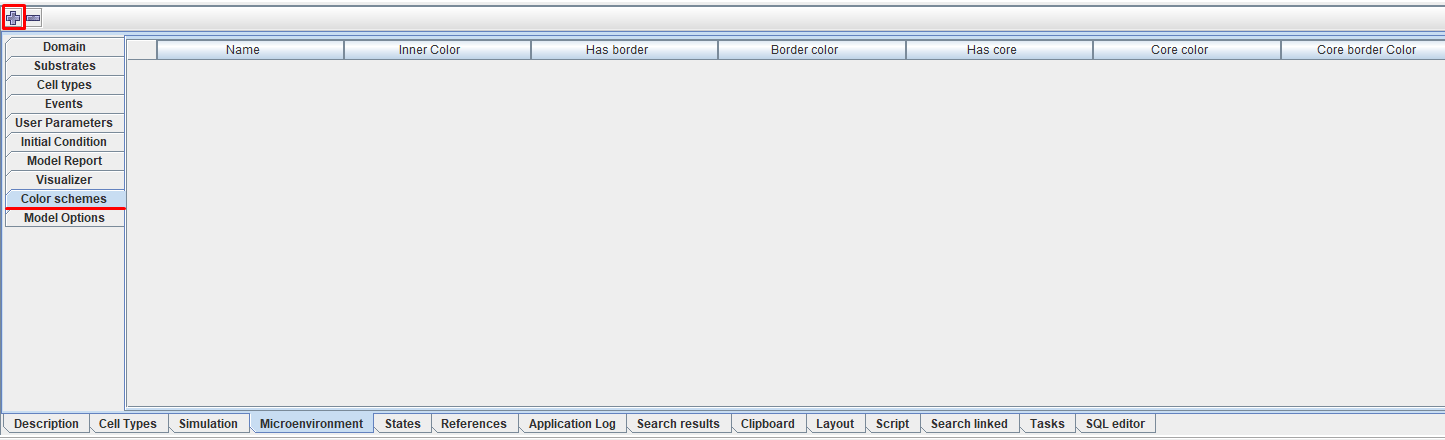 Name Inner Color Has border Border color Has core Core color Core border Color
Domain
Substrates
Cell types
Events
User Parameters
Initial Condition
Model Report
Visualizer
Color schemes
Model Options
Description Cell Types Simulation Microenvironment States References Application Log Search results Clipboard Layout Script Search linked Tasks SQL editor